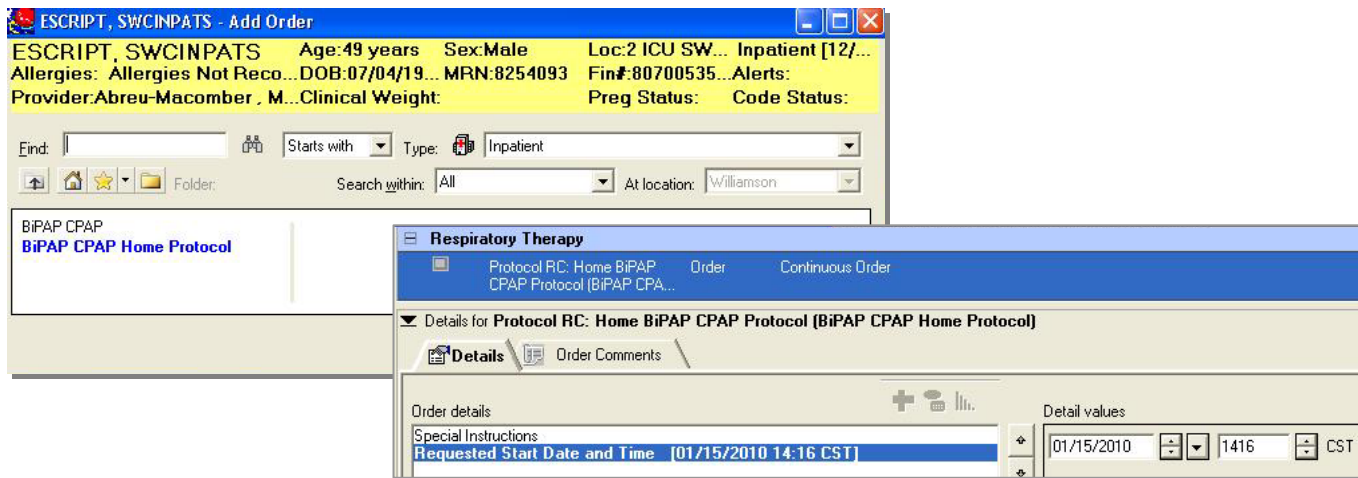 ESCRIPT, SWCINPATS - Add Order
ESCRIPT, SWCINPATS Age:49 years Sex:Male Loc:2 ICU SW... Inpatient [12/...
Allergies: Allergies Not Reco...DOB:07/04/19... MRN:8254093 Fin#:80700535...Alerts:
Provider:Abreu-Macomber , M...Clinical Weight: Preg Status: Code Status:
Find: Starts with Type: Inpatient
Folder: Search within: All At location: Williamson
BiPAP CPAP
BiPAP CPAP Home Protocol
Respiratory Therapy
Protocol RC: Home BiPAP Order Continuous Order
CPAP Protocol (BiPAP CPA...
Details for Protocol RC: Home BiPAP CPAP Protocol (BiPAP CPAP Home Protocol)
Details Order Comments
Order details Detail values
Special Instructions
Requested Start Date and Time [01/15/2010 14:16 CST] 01/15/2010 1416 CST